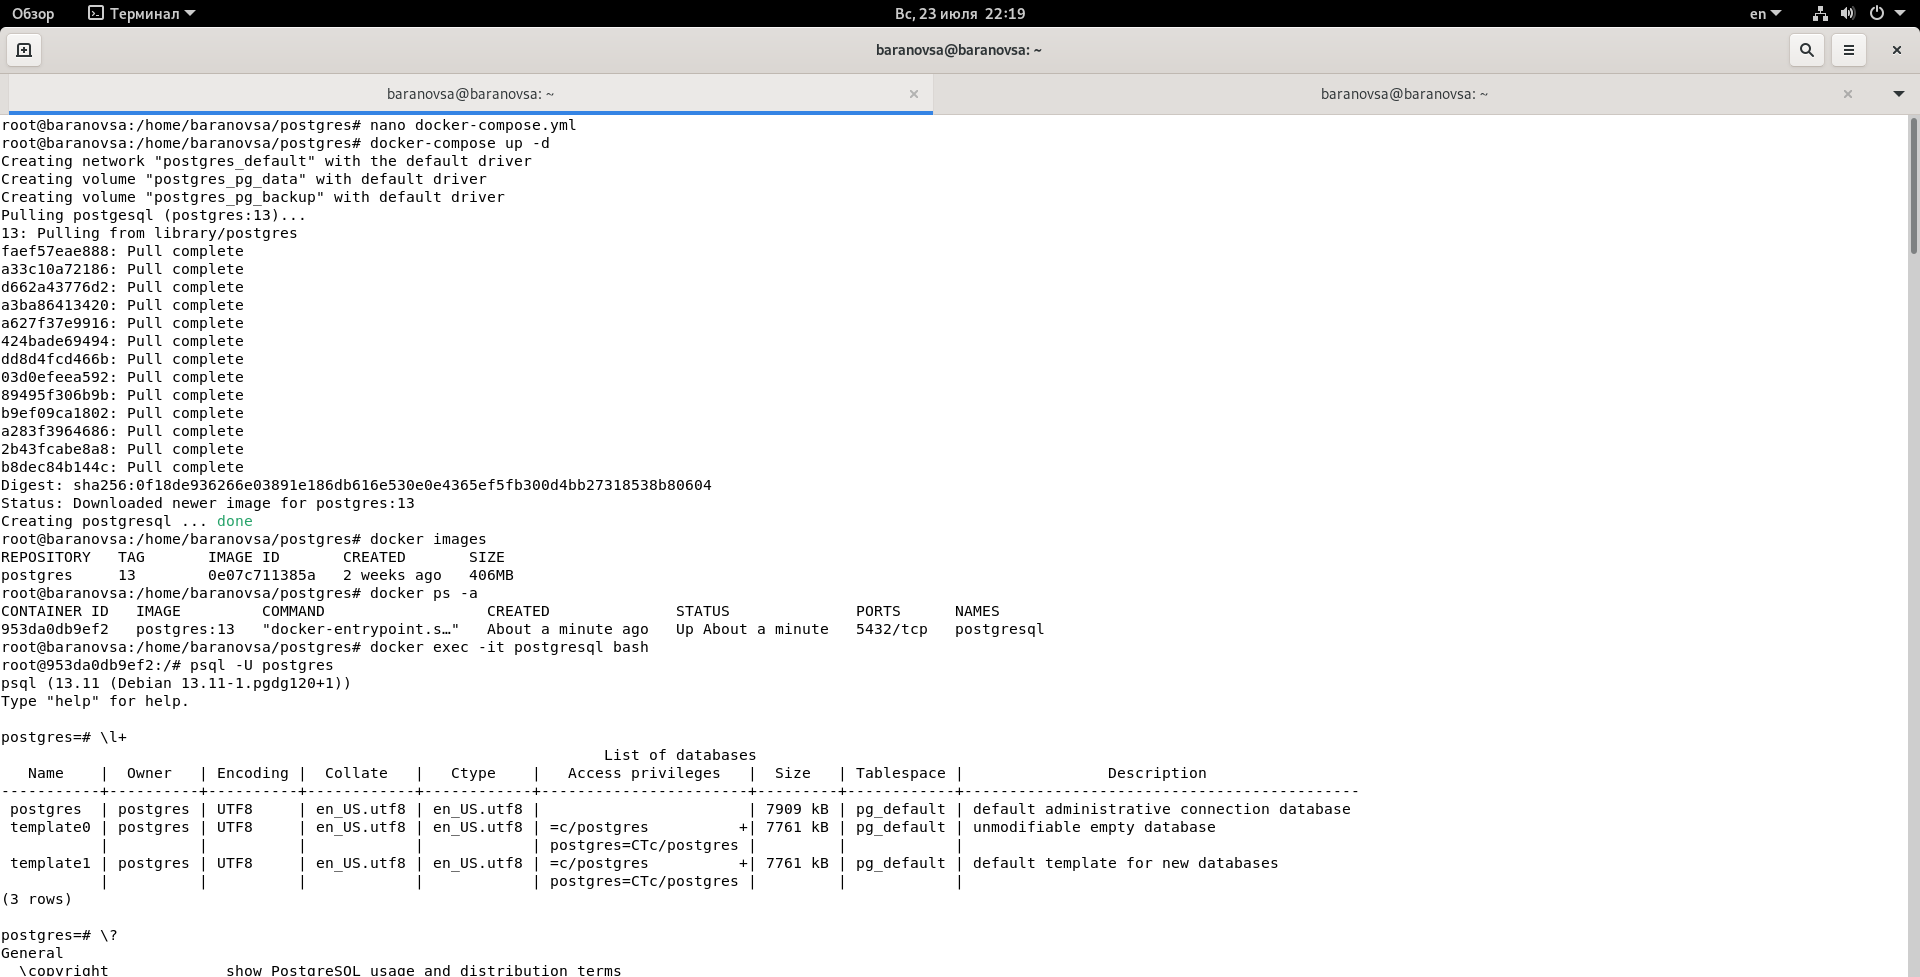 Обзор Терминал Вс, 23 июля 22:19 en
baranovsa@baranovsa: ~
baranovsa@baranovsa: ~ baranovsa@baranovsa: ~
root@baranovsa:/home/baranovsa/postgres# nano docker-compose.yml
root@baranovsa:/home/baranovsa/postgres# docker-compose up -d
Creating network "postgres_default" with the default driver
Creating volume "postgres_pg_data" with default driver
Creating volume "postgres_pg_backup" with default driver
Pulling postgesql (postgres:13)...
13: Pulling from library/postgres
faef57eae888: Pull complete
a33c10a72186: Pull complete
d662a43776d2: Pull complete
a3ba86413420: Pull complete
a627f37e9916: Pull complete
424bade69494: Pull complete
dd8d4fcd466b: Pull complete
03d0efeea592: Pull complete
89495f306b9b: Pull complete
b9ef09ca1802: Pull complete
a283f3964686: Pull complete
2b43fcabe8a8: Pull complete
b8dec84b144c: Pull complete
Digest: sha256:0f18de936266e03891e186db616e530e0e4365ef5fb300d4bb27318538b80604
Status: Downloaded newer image for postgres:13
Creating postgresql ... done
root@baranovsa:/home/baranovsa/postgres# docker images
REPOSITORY   TAG       IMAGE ID       CREATED       SIZE
postgres     13        0e07c711385a   2 weeks ago   406MB
root@baranovsa:/home/baranovsa/postgres# docker ps -a
CONTAINER ID   IMAGE         COMMAND                  CREATED              STATUS              PORTS      NAMES
953da0db9ef2   postgres:13   "docker-entrypoint.s…"   About a minute ago   Up About a minute   5432/tcp   postgresql
root@baranovsa:/home/baranovsa/postgres# docker exec -it postgresql bash
root@953da0db9ef2:/# psql -U postgres
psql (13.11 (Debian 13.11-1.pgdg120+1))
Type "help" for help.
postgres=# \l+
List of databases
   Name    |  Owner   | Encoding |  Collate   |   Ctype    |   Access privileges   |  Size   | Tablespace |                Description
-----------+----------+----------+------------+------------+-----------------------+---------+------------+--------------------------------------------
 postgres  | postgres | UTF8     | en_US.utf8 | en_US.utf8 |                       | 7909 kB | pg_default | default administrative connection database
 template0 | postgres | UTF8     | en_US.utf8 | en_US.utf8 | =c/postgres          +| 7761 kB | pg_default | unmodifiable empty database
           |          |          |            |            | postgres=CTc/postgres |         |            |
 template1 | postgres | UTF8     | en_US.utf8 | en_US.utf8 | =c/postgres          +| 7761 kB | pg_default | default template for new databases
           |          |          |            |            | postgres=CTc/postgres |         |            |
(3 rows)
postgres=# \?
General
  \copyright             show PostgreSQL usage and distribution terms